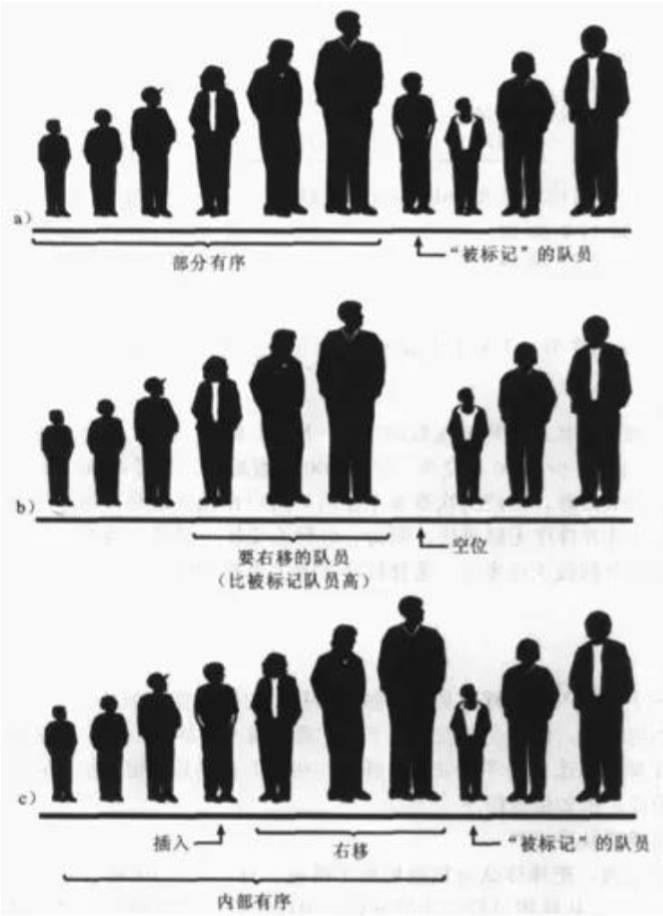 a)
部分有序
“被标记”的队员
b)
要右移的队员
(比被标记队员高)
空位
c)
插入
右移
“被标记”的队员
内部有序